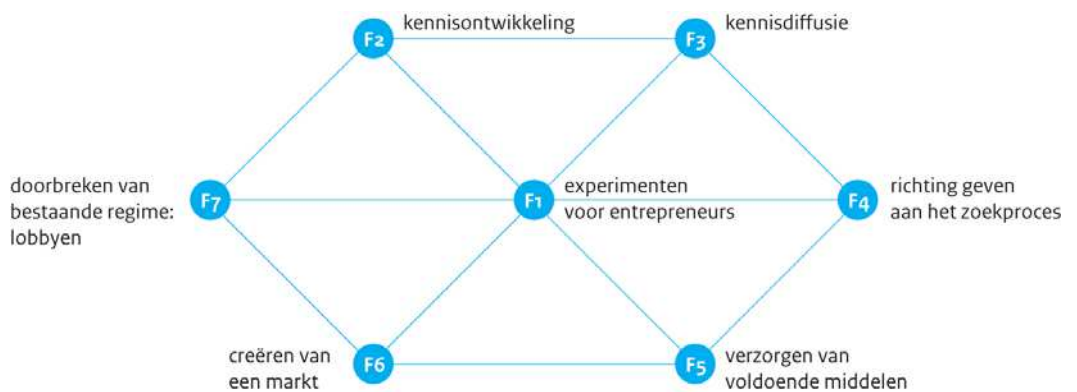 F2
kennisontwikkeling
F3
kennisdiffusie
doorbreken van
bestaande regime:
lobbyen
F7
F1
experimenten
voor entrepreneurs
F4
richting geven
aan het zoekproces
creëren van
een markt
F6
F5
verzorgen van
voldoende middelen